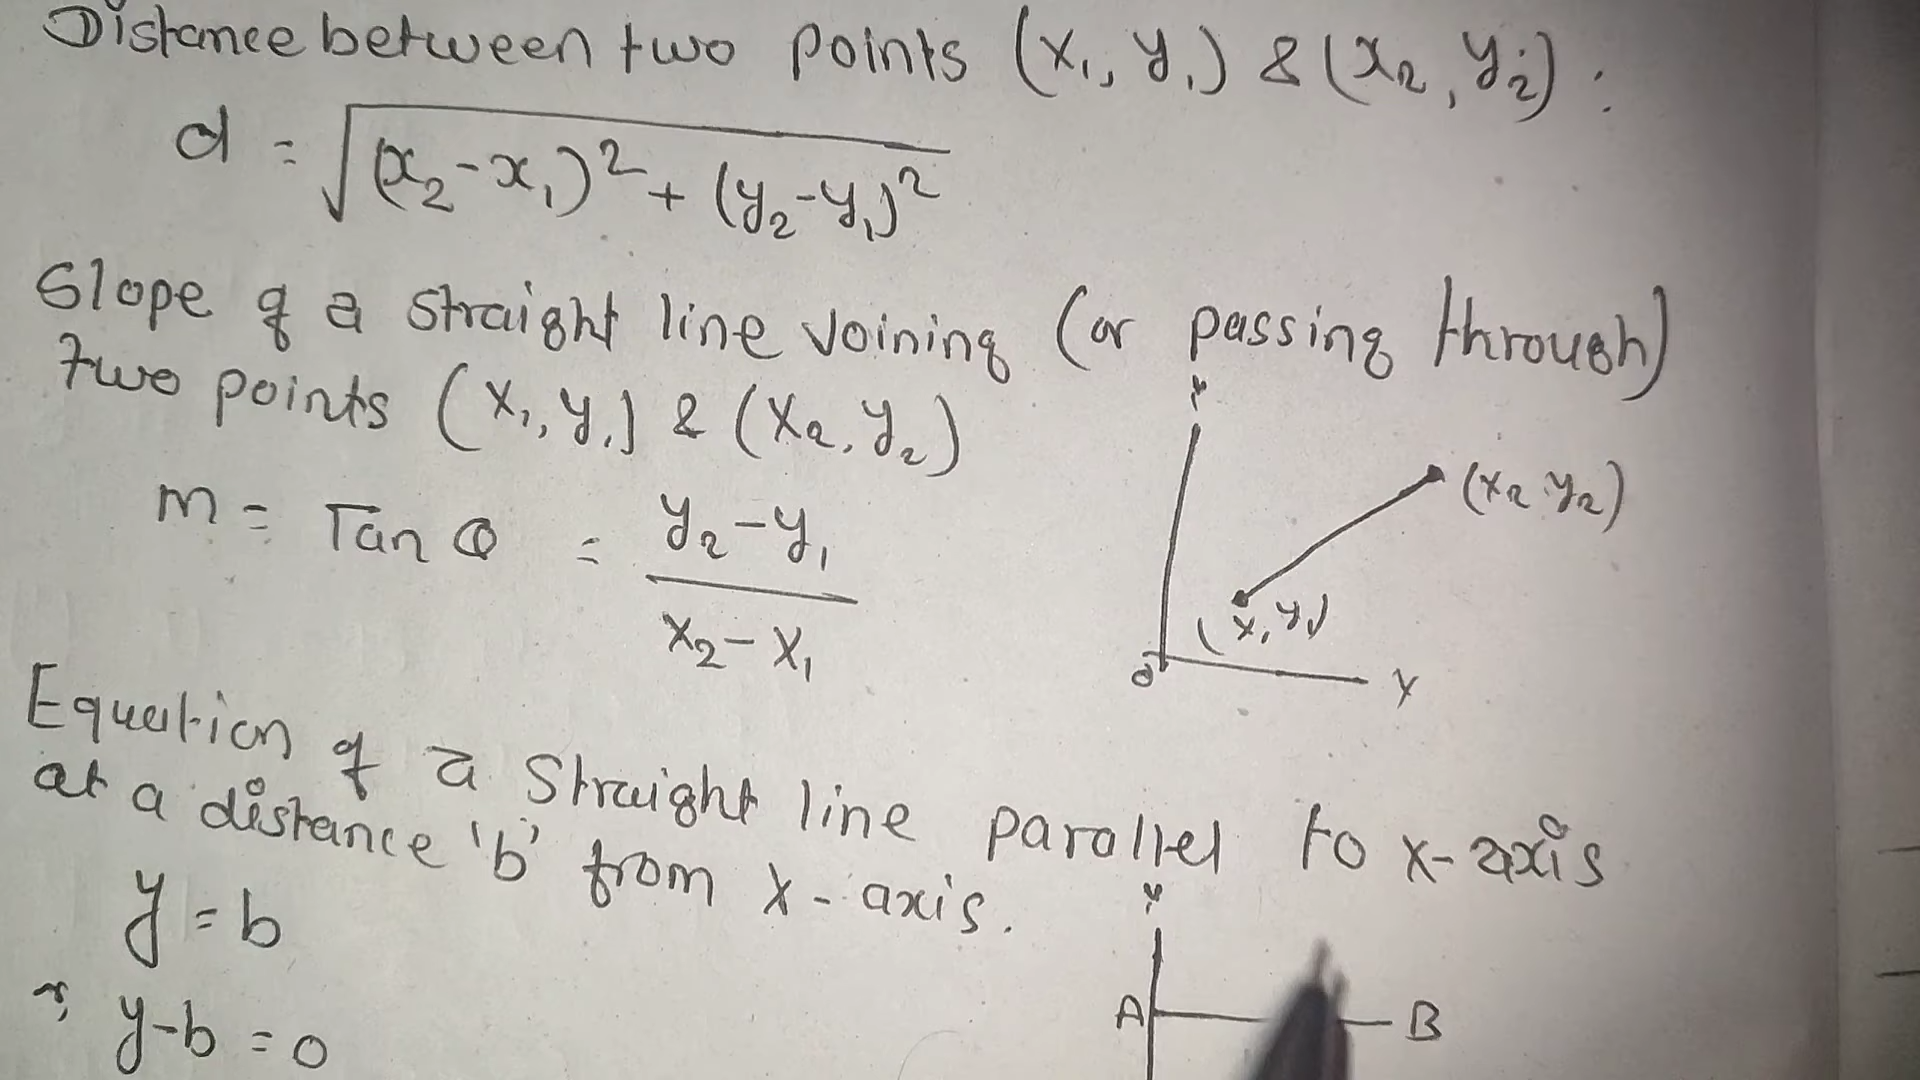 Distance between two points (x₁, y₁) & (x₂, y₂) :
d = √(x₂-x₁)² + (y₂-y₁)²
Slope of a straight line Joining (or passing through)
two points (x₁, y₁) & (x₂, y₂)
m = Tan θ = y₂-y₁
x₂-x₁
Y
(x₂ y₂)
(x₁ y₁)
O
X
Equation of a Straight line parallel to x-axis
at a distance 'b' from x-axis.
y = b
Y
y-b = 0
A
B